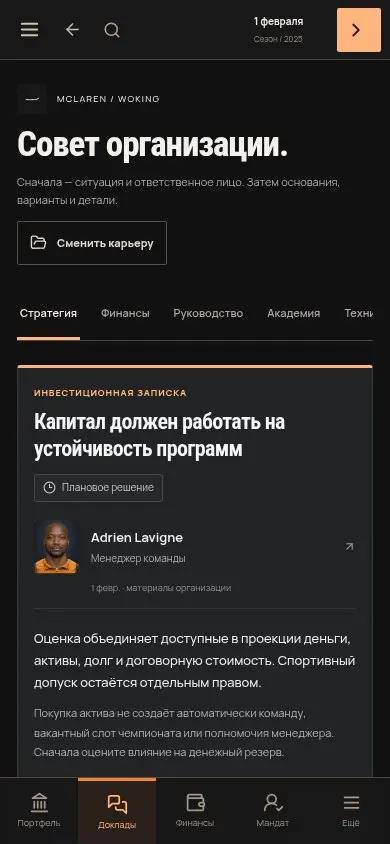 1 февраля
Сезон / 2025
MCLAREN / WOKING
Совет организации.
Сначала — ситуация и ответственное лицо. Затем основания,
варианты и детали.
Сменить карьеру
Стратегия Финансы Руководство Академия Техни
ИНВЕСТИЦИОННАЯ ЗАПИСКА
Капитал должен работать на
устойчивость программ
Плановое решение
Adrien Lavigne
Менеджер команды
1 февр. · материалы организации
Оценка объединяет доступные в проекции деньги,
активы, долг и договорную стоимость. Спортивный
допуск остаётся отдельным правом.
Покупка актива не создаёт автоматически команду,
вакантный слот чемпионата или полномочия менеджера.
Сначала оцените влияние на денежный резерв.
Портфель Доклады Финансы Мандат Ещё